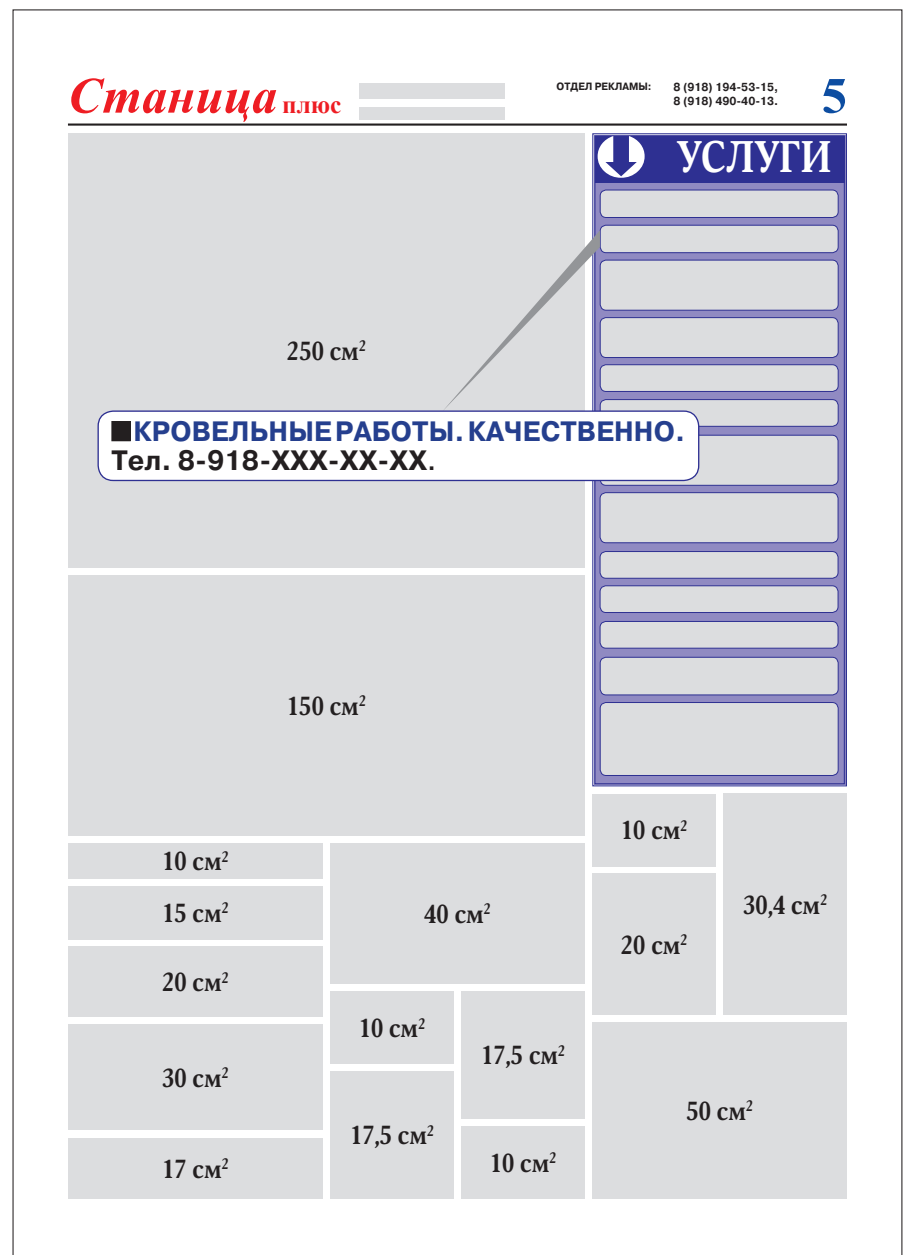 Станица плюс
ОТДЕЛ РЕКЛАМЫ: 8 (918) 194-53-15,
8 (918) 490-40-13.
5
УСЛУГИ
250 см²
■КРОВЕЛЬНЫЕ РАБОТЫ. КАЧЕСТВЕННО.
Тел. 8-918-XXX-XX-XX.
150 см²
10 см²
15 см²
20 см²
30 см²
17 см²
40 см²
10 см²
17,5 см²
17,5 см²
10 см²
10 см²
20 см²
30,4 см²
50 см²